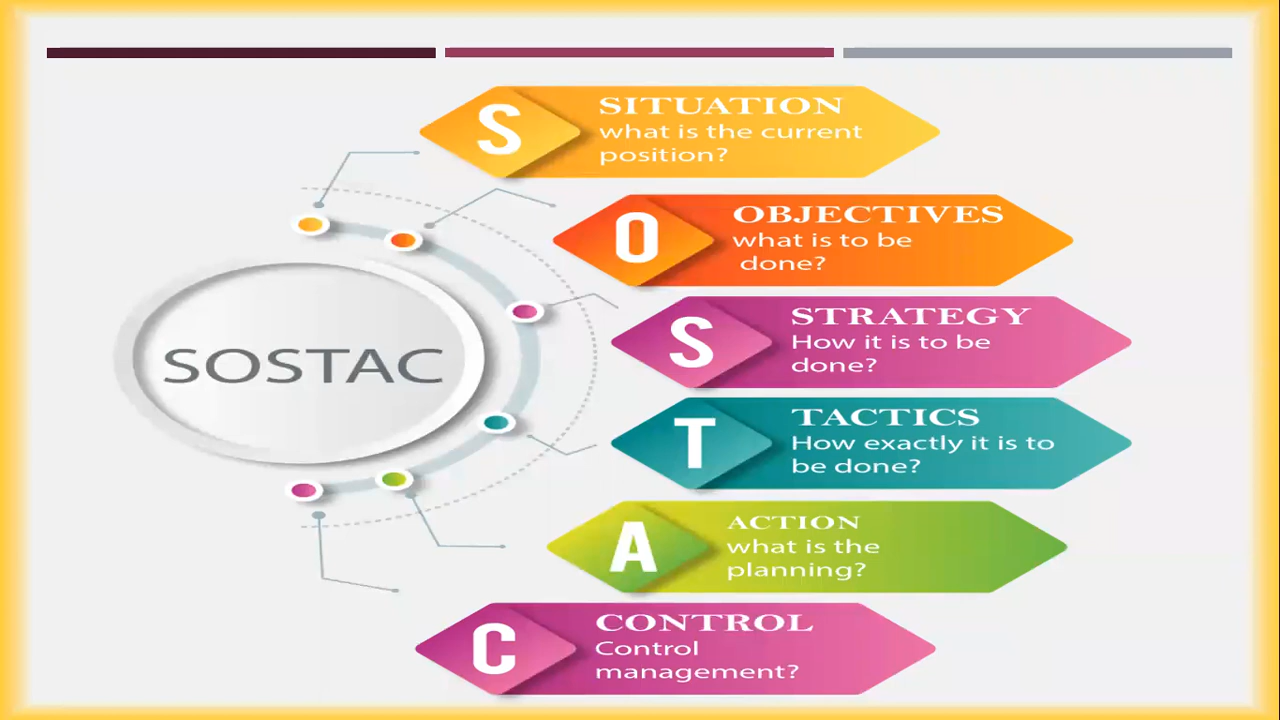 SOSTAC
S
SITUATION
what is the current
position?
O
OBJECTIVES
what is to be
done?
S
STRATEGY
How it is to be
done?
T
TACTICS
How exactly it is to
be done?
A
ACTION
what is the
planning?
C
CONTROL
Control
management?